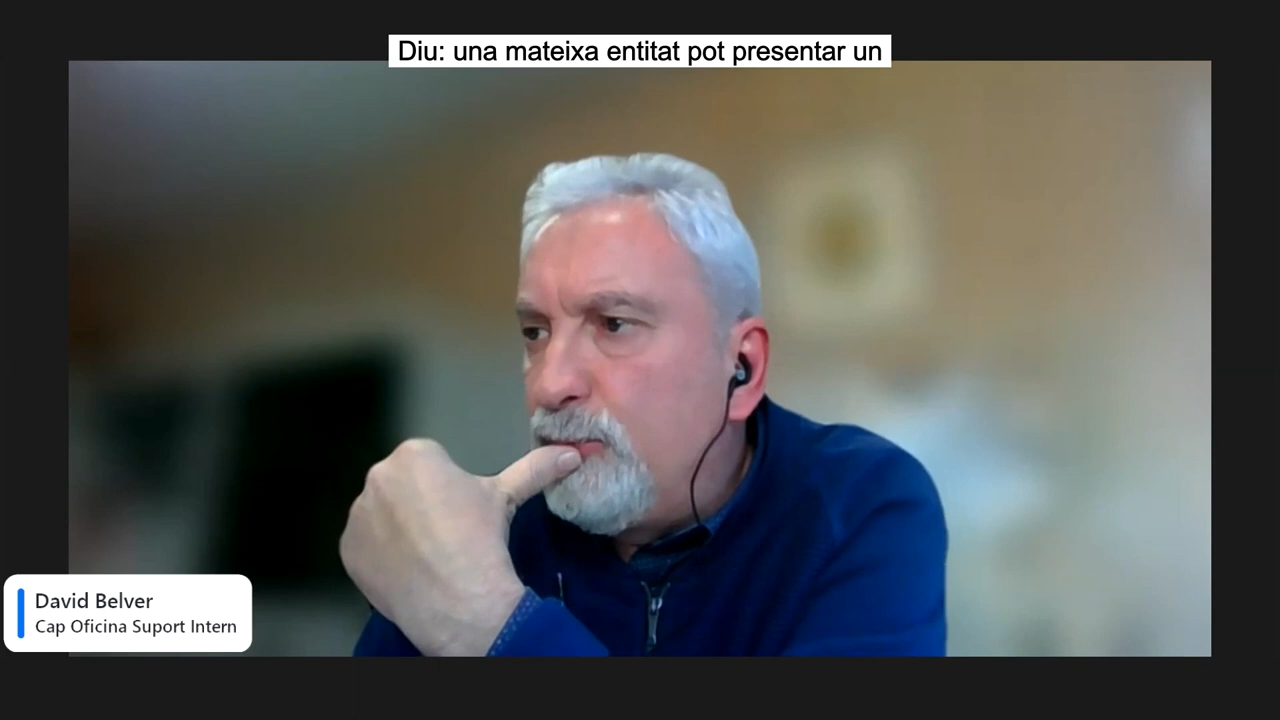 Diu: una mateixa entitat pot presentar un
David Belver
Cap Oficina Suport Intern